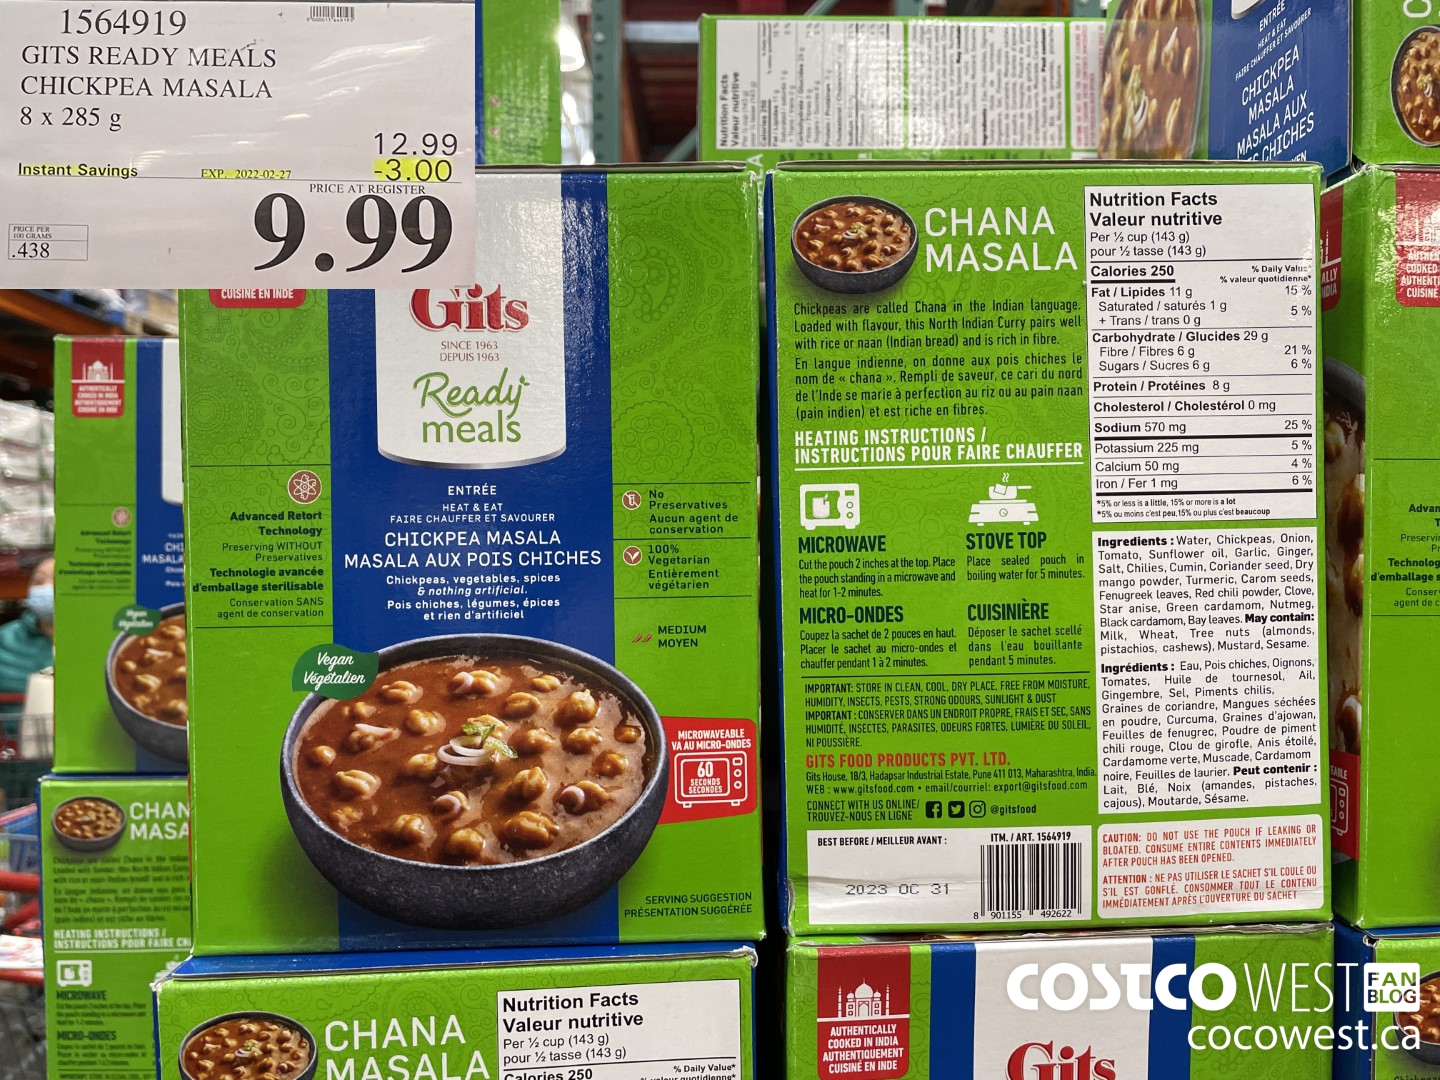 1564919
GITS READY MEALS
CHICKPEA MASALA
8 x 285 g
12.99
Instant Savings EXP. 2022-02-27 -3.00
PRICE AT REGISTER
9.99
PRICE PER
100 GRAMS
.438
CUISINÉ EN INDE
Gits
SINCE 1963
DEPUIS 1963
Ready
meals
ENTRÉE
HEAT & EAT
FAIRE CHAUFFER ET SAVOURER
CHICKPEA MASALA
MASALA AUX POIS CHICHES
Chickpeas, vegetables, spices
& nothing artificial.
Pois chiches, légumes, épices
et rien d'artificiel
Advanced Retort
Technology
Preserving WITHOUT
Preservatives
Technologie avancée
d'emballage sterilisable
Conservation SANS
agent de conservation
No
Preservatives
Aucun agent de
conservation
100%
Vegetarian
Entièrement
végétarien
MEDIUM
MOYEN
Vegan
Végétalien
MICROWAVEABLE
VA AU MICRO-ONDES
60
SECONDS
SECONDES
SERVING SUGGESTION
PRÉSENTATION SUGGÉRÉE
CHANA
MASALA
Chickpeas are called Chana in the Indian language.
Loaded with flavour, this North Indian Curry pairs well
with rice or naan (Indian bread) and is rich in fibre.
En langue indienne, on donne aux pois chiches le
nom de « chana ». Rempli de saveur, ce cari du nord
de l'Inde se marie à perfection au riz ou au pain naan
(pain indien) et est riche en fibres.
HEATING INSTRUCTIONS /
INSTRUCTIONS POUR FAIRE CHAUFFER
MICROWAVE
Cut the pouch 2 inches at the top. Place
the pouch standing in a microwave and
heat for 1-2 minutes.
MICRO-ONDES
Coupez la sachet de 2 pouces en haut.
Placer le sachet au micro-ondes et
chauffer pendant 1 à 2 minutes.
STOVE TOP
Place sealed pouch in
boiling water for 5 minutes.
CUISINIÈRE
Déposer le sachet scellé
dans l'eau bouillante
pendant 5 minutes.
IMPORTANT: STORE IN CLEAN, COOL, DRY PLACE, FREE FROM MOISTURE,
HUMIDITY, INSECTS, PESTS, STRONG ODOURS, SUNLIGHT & DUST
IMPORTANT : CONSERVER DANS UN ENDROIT PROPRE, FRAIS ET SEC, SANS
HUMIDITÉ, INSECTES, PARASITES, ODEURS FORTES, LUMIÈRE DU SOLEIL,
NI POUSSIÈRE.
GITS FOOD PRODUCTS PVT. LTD.
Gits House, 18/3, Hadapsar Industrial Estate, Pune 411 013, Maharashtra, India.
WEB : www.gitsfood.com • email/courriel: export@gitsfood.com
CONNECT WITH US ONLINE/
TROUVEZ-NOUS EN LIGNE @gitsfood
BEST BEFORE / MEILLEUR AVANT :
2023 OC 31
ITM. / ART. 1564919
8 901155 492622
Nutrition Facts
Valeur nutritive
Per ½ cup (143 g)
pour ½ tasse (143 g)
Calories 250 % Daily Value*
% valeur quotidienne*
Fat / Lipides 11 g 15 %
Saturated / saturés 1 g 5 %
+ Trans / trans 0 g
Carbohydrate / Glucides 29 g
Fibre / Fibres 6 g 21 %
Sugars / Sucres 6 g 6 %
Protein / Protéines 8 g
Cholesterol / Cholestérol 0 mg
Sodium 570 mg 25 %
Potassium 225 mg 5 %
Calcium 50 mg 4 %
Iron / Fer 1 mg 6 %
*5% or less is a little, 15% or more is a lot
*5% ou moins c'est peu, 15% ou plus c'est beaucoup
Ingredients : Water, Chickpeas, Onion,
Tomato, Sunflower oil, Garlic, Ginger,
Salt, Chilies, Cumin, Coriander seed, Dry
mango powder, Turmeric, Carom seeds,
Fenugreek leaves, Red chili powder, Clove,
Star anise, Green cardamom, Nutmeg,
Black cardamom, Bay leaves. May contain:
Milk, Wheat, Tree nuts (almonds,
pistachios, cashews), Mustard, Sesame.
Ingrédients : Eau, Pois chiches, Oignons,
Tomates, Huile de tournesol, Ail,
Gingembre, Sel, Piments chilis,
Graines de coriandre, Mangues séchées
en poudre, Curcuma, Graines d'ajowan,
Feuilles de fenugrec, Poudre de piment
chili rouge, Clou de girofle, Anis étoilé,
Cardamome verte, Muscade, Cardamom
noire, Feuilles de laurier. Peut contenir :
Lait, Blé, Noix (amandes, pistaches,
cajous), Moutarde, Sésame.
CAUTION: DO NOT USE THE POUCH IF LEAKING OR
BLOATED. CONSUME ENTIRE CONTENTS IMMEDIATELY
AFTER POUCH HAS BEEN OPENED.
ATTENTION : NE PAS UTILISER LE SACHET S'IL COULE OU
S'IL EST GONFLÉ. CONSOMMER TOUT LE CONTENU
IMMÉDIATEMENT APRÈS L'OUVERTURE DU SACHET
ENTRÉE
HEAT & EAT
FAIRE CHAUFFER ET SAVOURER
CHICKPEA
MASALA
MASALA AUX
CHICHES
AUTHENTICALLY
COOKED IN INDIA
AUTHENTIQUEMENT
CUISINÉ EN INDE
CHANA
MASALA
Nutrition Facts
Valeur nutritive
Per ½ cup (143 g)
pour ½ tasse (143 g)
Calories 250 % Daily Value*
AUTHENTICALLY
COOKED IN INDIA
AUTHENTIQUEMENT
CUISINÉ EN INDE
Gits
COSTCO WEST FAN BLOG
cocowest.ca